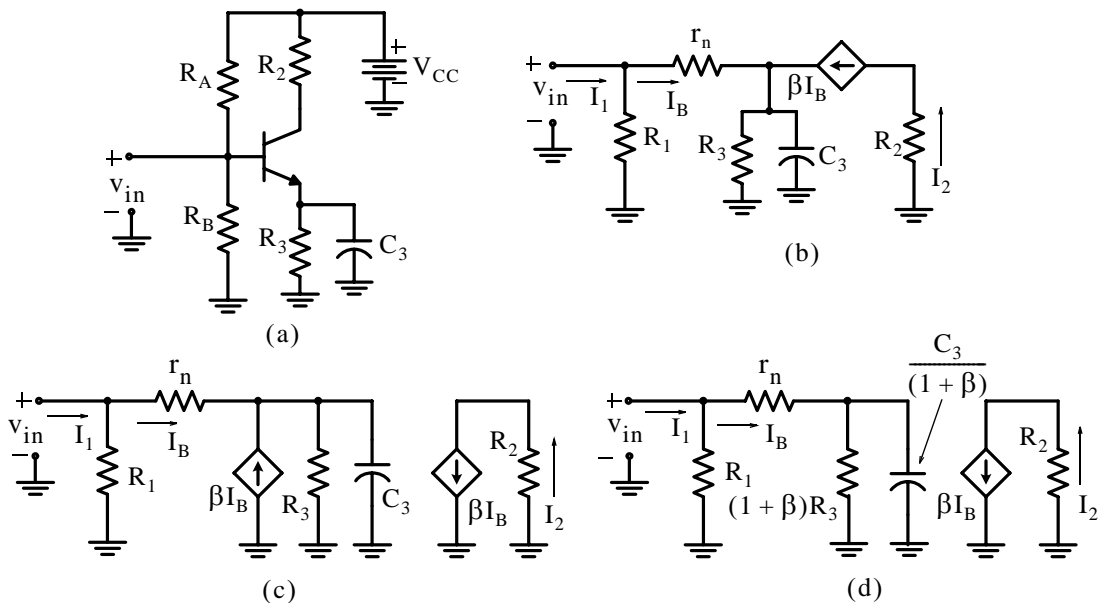 +
V_CC
−
R_A
R_2
+
v_in
−
R_B
R_3
C_3
(a)
+
v_in
−
I_1
r_n
I_B
βI_B
R_1
R_3
C_3
R_2
I_2
(b)
+
v_in
−
I_1
r_n
I_B
R_1
βI_B
R_3
C_3
βI_B
R_2
I_2
(c)
+
v_in
−
I_1
r_n
I_B
R_1
(1 + β)R_3
C_3
(1 + β)
βI_B
R_2
I_2
(d)